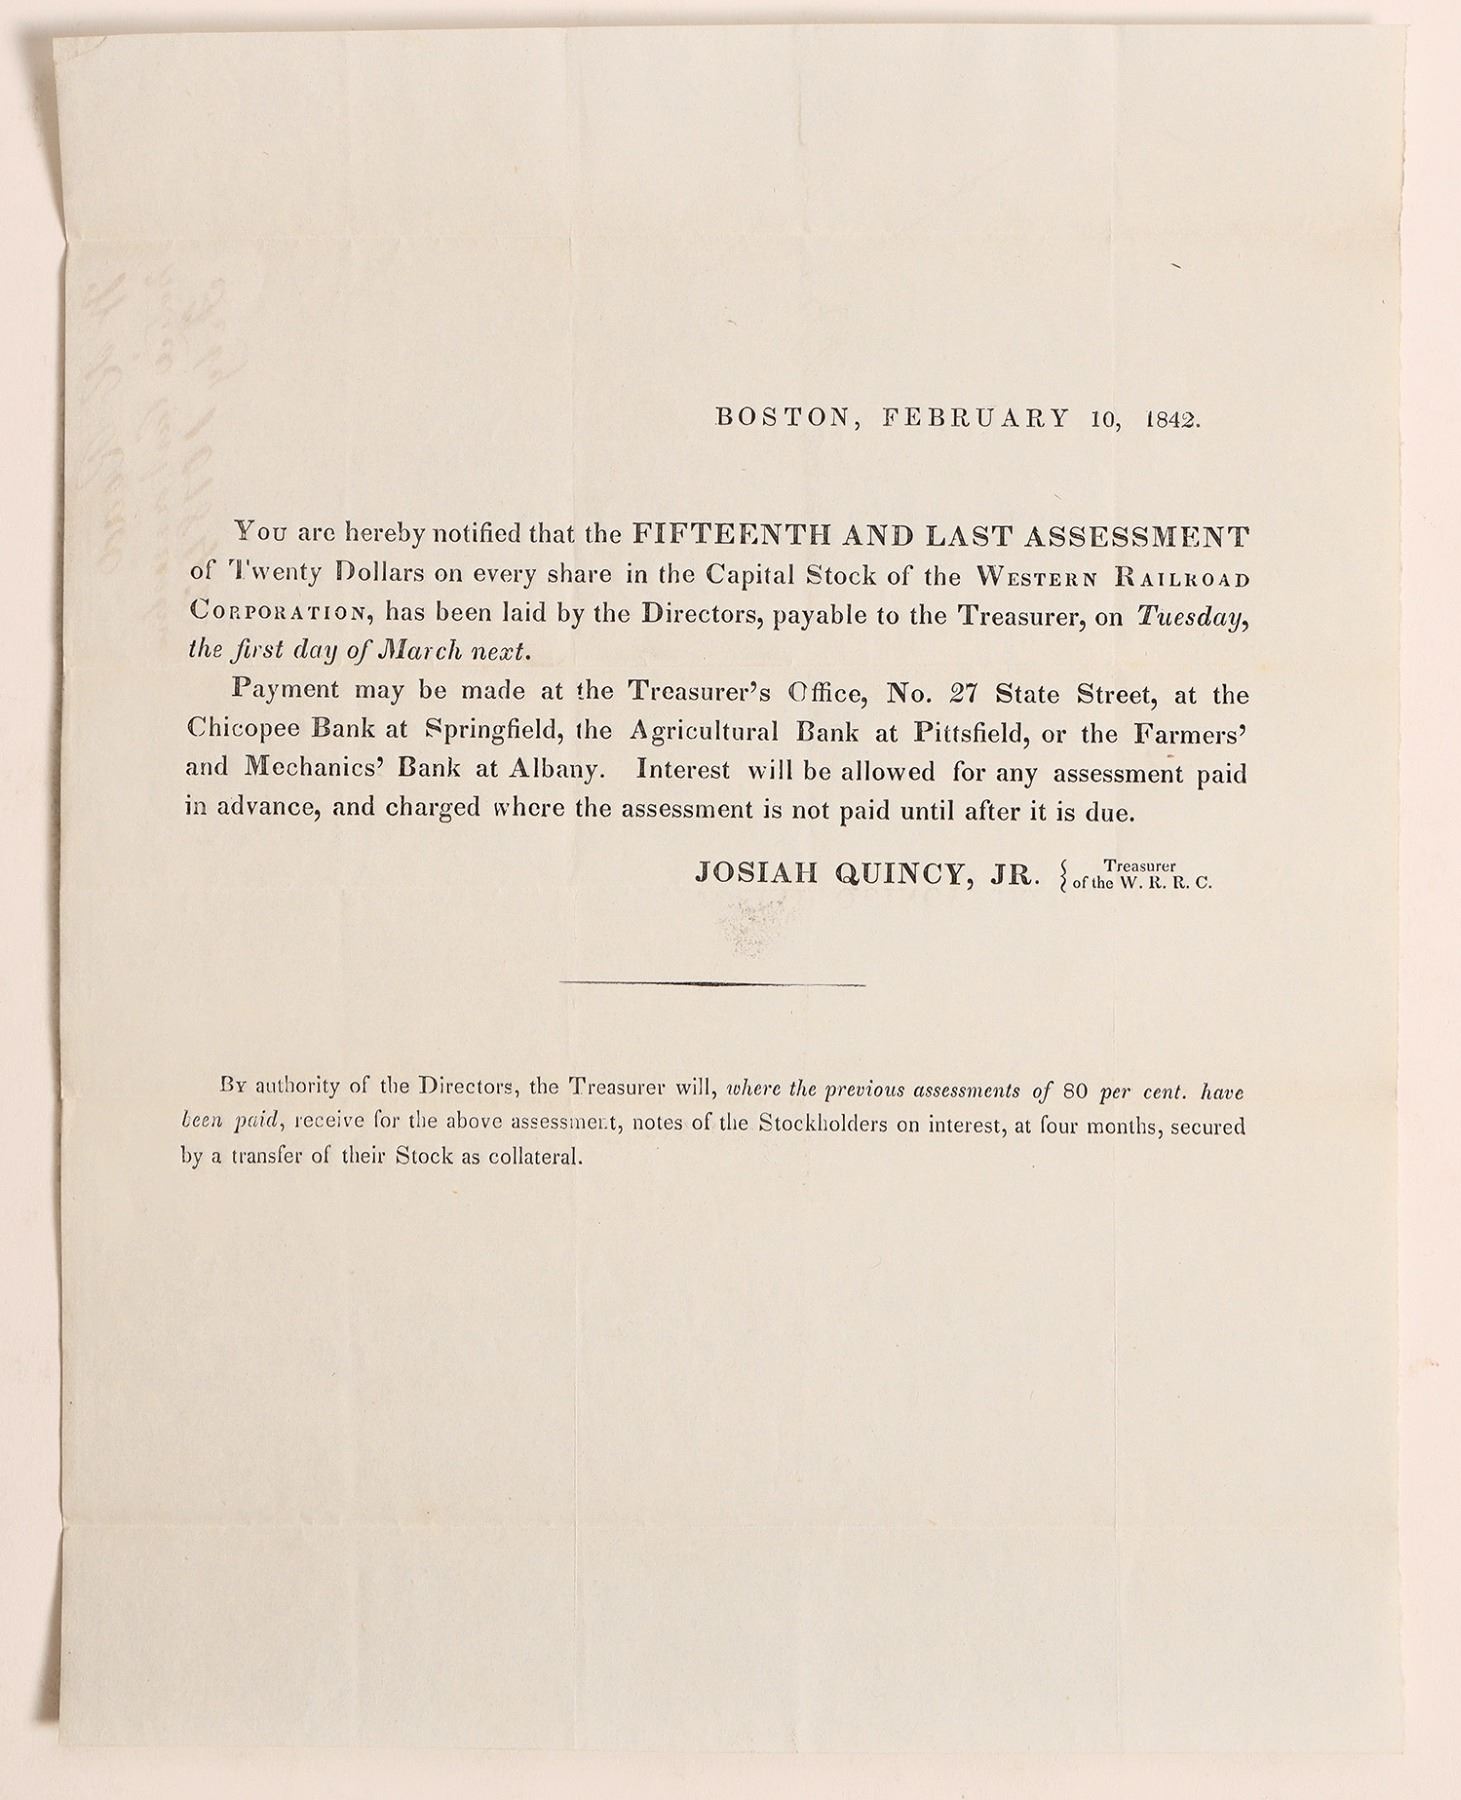 BOSTON, FEBRUARY 10, 1842.
You are hereby notified that the FIFTEENTH AND LAST ASSESSMENT
of Twenty Dollars on every share in the Capital Stock of the WESTERN RAILROAD
CORPORATION, has been laid by the Directors, payable to the Treasurer, on Tuesday,
the first day of March next.
Payment may be made at the Treasurer's Office, No. 27 State Street, at the
Chicopee Bank at Springfield, the Agricultural Bank at Pittsfield, or the Farmers'
and Mechanics' Bank at Albany. Interest will be allowed for any assessment paid
in advance, and charged where the assessment is not paid until after it is due.
JOSIAH QUINCY, JR. { Treasurer
of the W. R. R. C.
By authority of the Directors, the Treasurer will, where the previous assessments of 80 per cent. have
been paid, receive for the above assessment, notes of the Stockholders on interest, at four months, secured
by a transfer of their Stock as collateral.